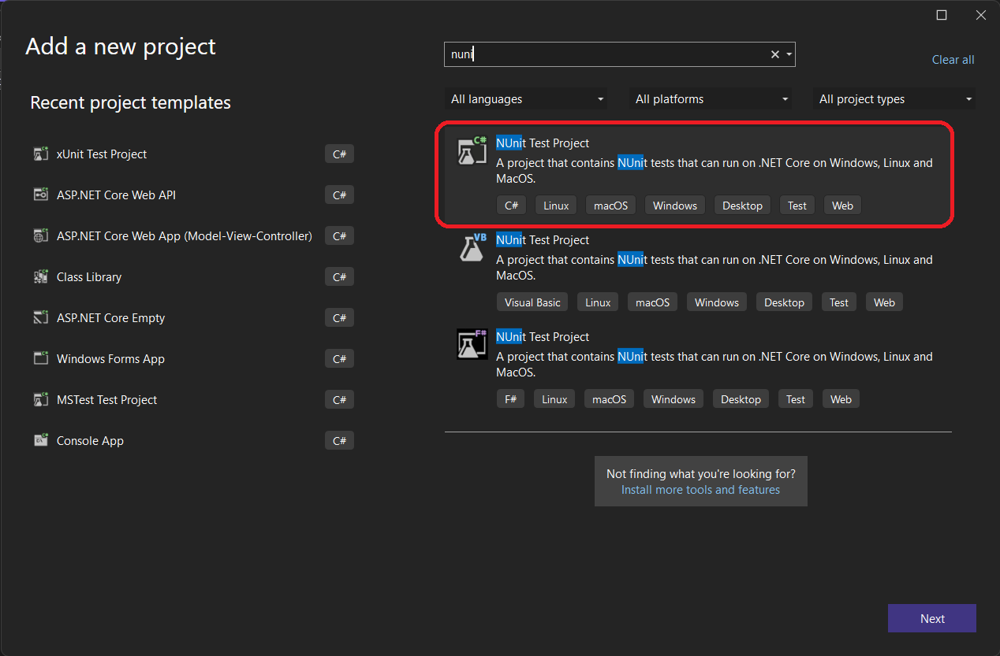 Add a new project
nuni
Clear all
Recent project templates
All languages
All platforms
All project types
xUnit Test Project C#
ASP.NET Core Web API C#
ASP.NET Core Web App (Model-View-Controller) C#
Class Library C#
ASP.NET Core Empty C#
Windows Forms App C#
MSTest Test Project C#
Console App C#
C#
NUnit Test Project
A project that contains NUnit tests that can run on .NET Core on Windows, Linux and
MacOS.
C# Linux macOS Windows Desktop Test Web
VB
NUnit Test Project
A project that contains NUnit tests that can run on .NET Core on Windows, Linux and
MacOS.
Visual Basic Linux macOS Windows Desktop Test Web
F#
NUnit Test Project
A project that contains NUnit tests that can run on .NET Core on Windows, Linux and
MacOS.
F# Linux macOS Windows Desktop Test Web
Not finding what you're looking for?
Install more tools and features
Next